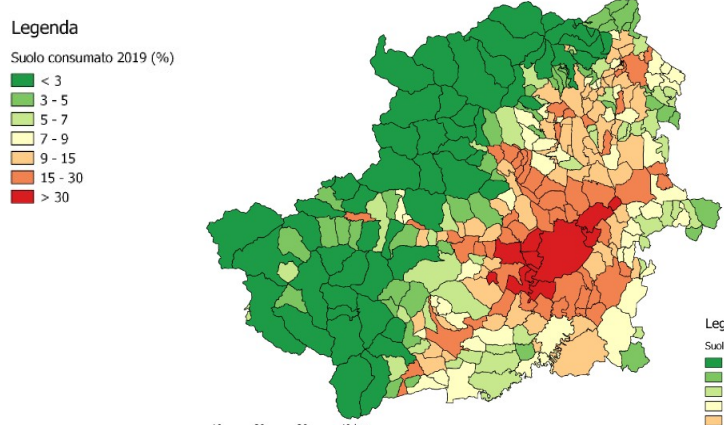 Legenda
Suolo consumato 2019 (%)
< 3
3 - 5
5 - 7
7 - 9
9 - 15
15 - 30
> 30
Leg
Suol